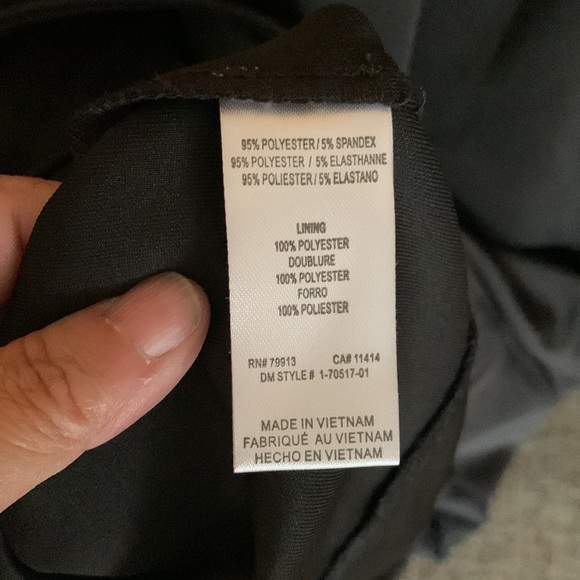 95% POLYESTER/5% SPANDEX
95% POLYESTER / 5% ELASTHANNE
95% POLIESTER/5% ELASTANO
LINING
100% POLYESTER
DOUBLURE
100% POLYESTER
FORRO
100% POLIESTER
RN# 79913 CA# 11414
DM STYLE# 1-70517-01
MADE IN VIETNAM
FABRIQUÉ AU VIETNAM
HECHO EN VIETNAM